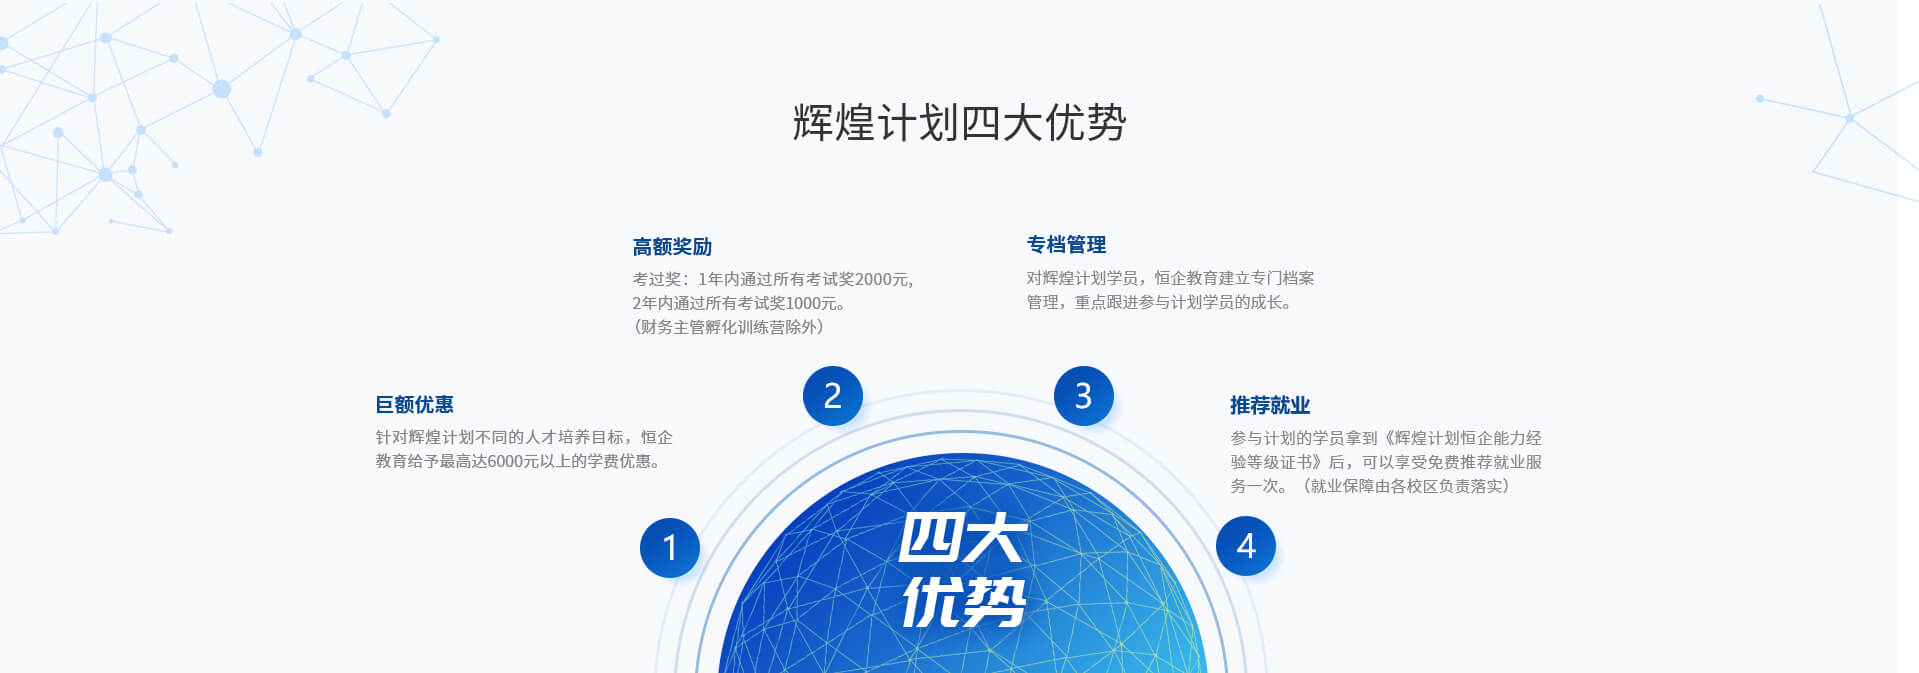 辉煌计划四大优势
高额奖励
考过奖：1年内通过所有考试奖2000元,
2年内通过所有考试奖1000元。
（财务主管孵化训练营除外）
专档管理
对辉煌计划学员，恒企教育建立专门档案
管理，重点跟进参与计划学员的成长。
巨额优惠
针对辉煌计划不同的人才培养目标，恒企
教育给予最高达6000元以上的学费优惠。
推荐就业
参与计划的学员拿到《辉煌计划恒企能力经
验等级证书》后，可以享受免费推荐就业服
务一次。（就业保障由各校区负责落实）
2
3
1
4
四大
优势